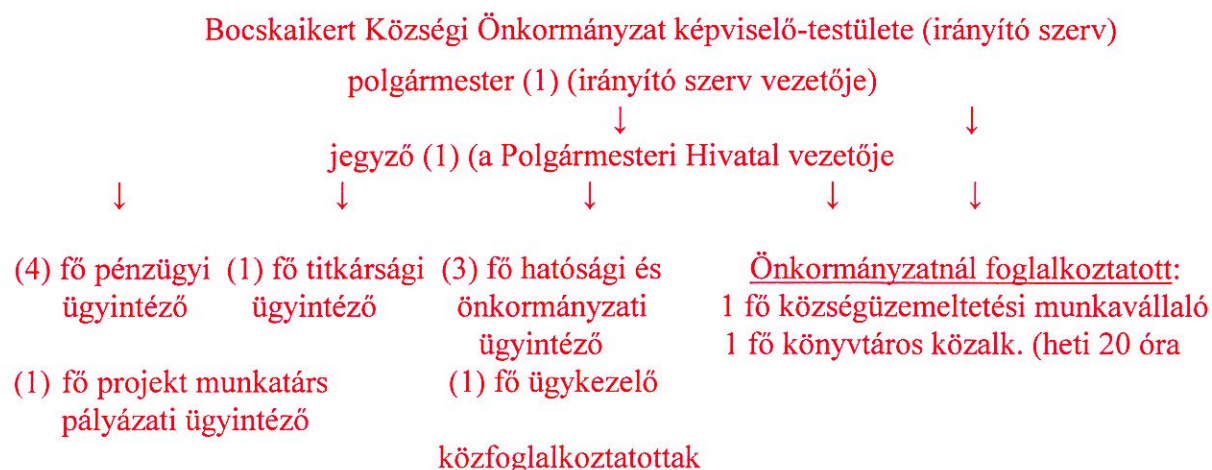 Bocskaikert Községi Önkormányzat képviselő-testülete (irányító szerv)
polgármester (1) (irányító szerv vezetője)
↓ ↓
jegyző (1) (a Polgármesteri Hivatal vezetője
↓ ↓ ↓ ↓ ↓
(4) fő pénzügyi (1) fő titkársági (3) fő hatósági és Önkormányzatnál foglalkoztatott:
ügyintéző ügyintéző önkormányzati 1 fő községüzemeltetési munkavállaló
ügyintéző 1 fő könyvtáros közalk. (heti 20 óra
(1) fő projekt munkatárs (1) fő ügykezelő
pályázati ügyintéző
közfoglalkoztatottak